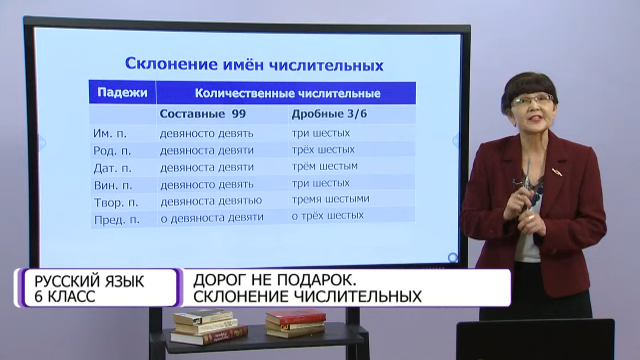 Склонение имён числительных
Падежи Количественные числительные
Составные 99 Дробные 3/6
Им. п. девяносто девять три шестых
Род. п. девяноста девяти трёх шестых
Дат. п. девяноста девяти трём шестым
Вин. п. девяносто девять три шестых
Твор. п. девяноста девятью тремя шестыми
Пред. п. о девяноста девяти о трёх шестых
РУССКИЙ ЯЗЫК
6 КЛАСС
ДОРОГ НЕ ПОДАРОК.
СКЛОНЕНИЕ ЧИСЛИТЕЛЬНЫХ